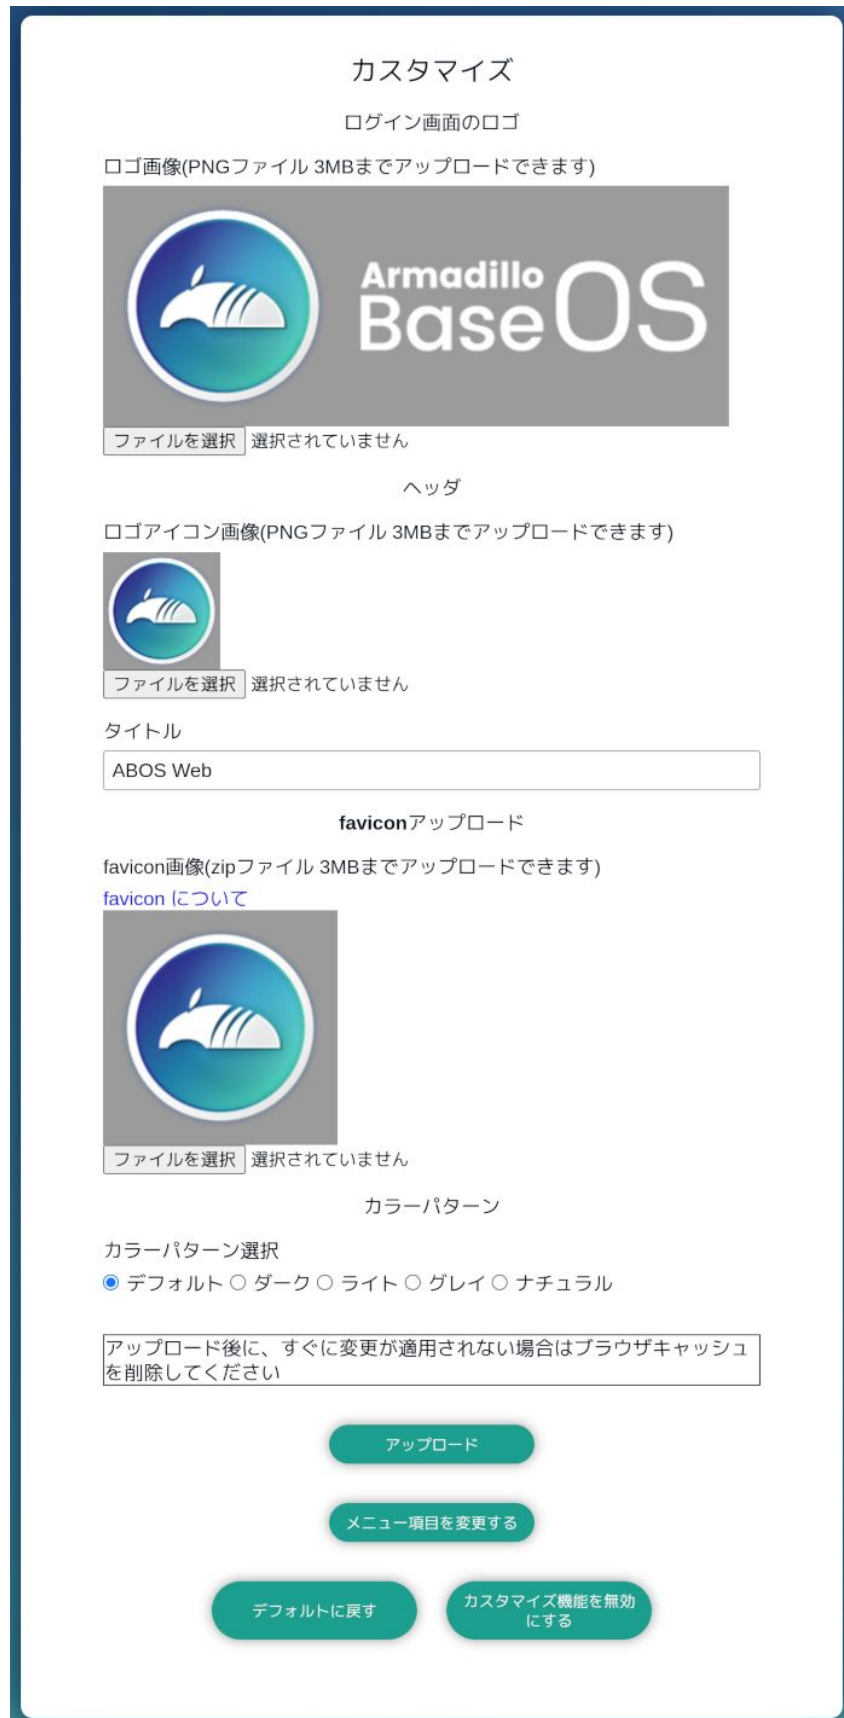 カスタマイズ
ログイン画面のロゴ
ロゴ画像(PNGファイル 3MBまでアップロードできます)
Armadillo
Base OS
ファイルを選択 選択されていません
ヘッダ
ロゴアイコン画像(PNGファイル 3MBまでアップロードできます)
ファイルを選択 選択されていません
タイトル
ABOS Web
faviconアップロード
favicon画像(zipファイル 3MBまでアップロードできます)
favicon について
ファイルを選択 選択されていません
カラーパターン
カラーパターン選択
デフォルト ダーク ライト グレイ ナチュラル
アップロード後に、すぐに変更が適用されない場合はブラウザキャッシュ
を削除してください
アップロード
メニュー項目を変更する
デフォルトに戻す
カスタマイズ機能を無効
にする